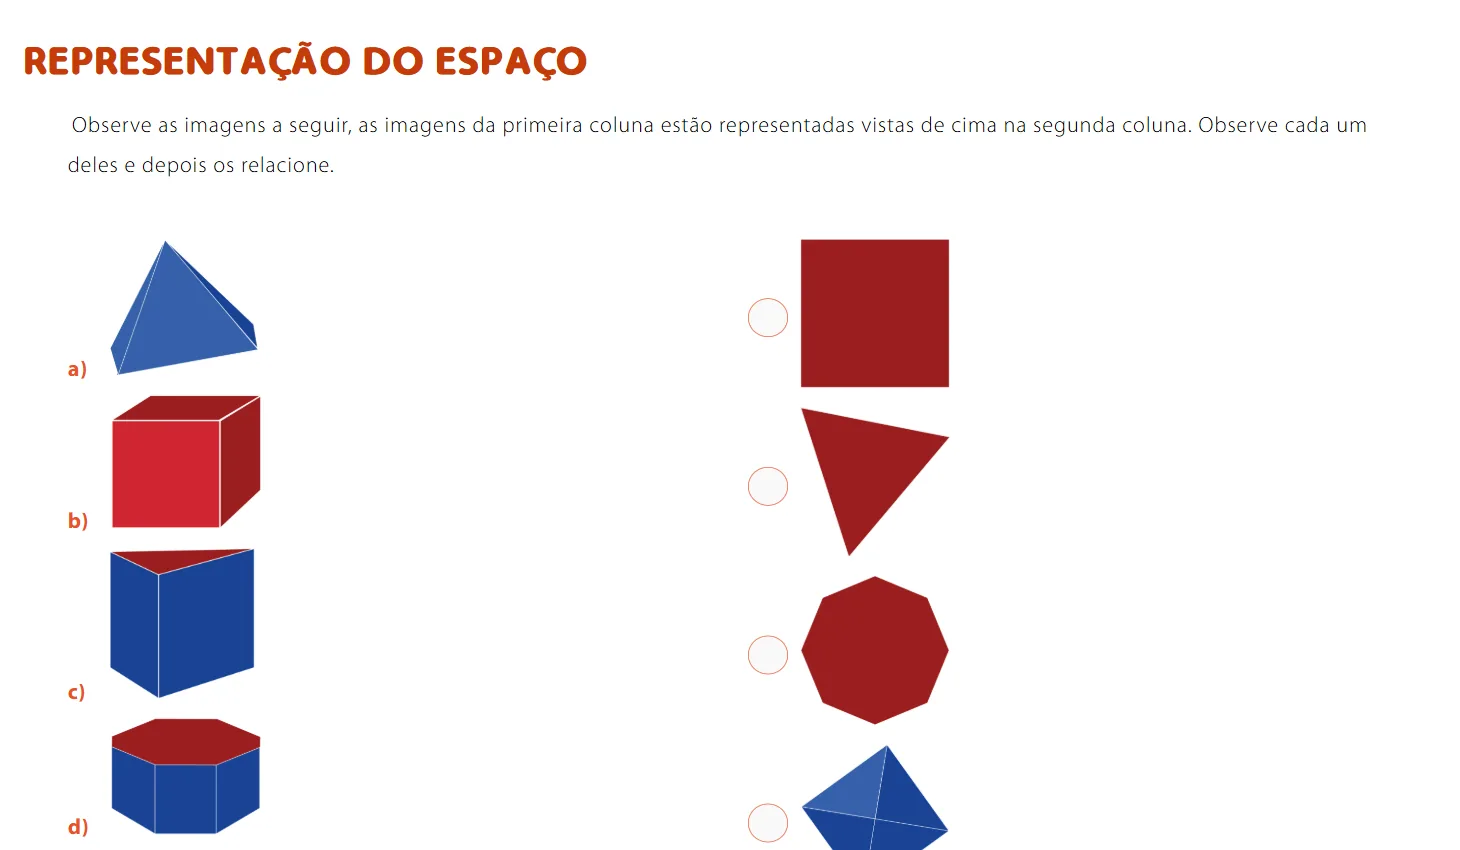 REPRESENTAÇÃO DO ESPAÇO
Observe as imagens a seguir, as imagens da primeira coluna estão representadas vistas de cima na segunda coluna. Observe cada um
deles e depois os relacione.
a)
b)
c)
d)